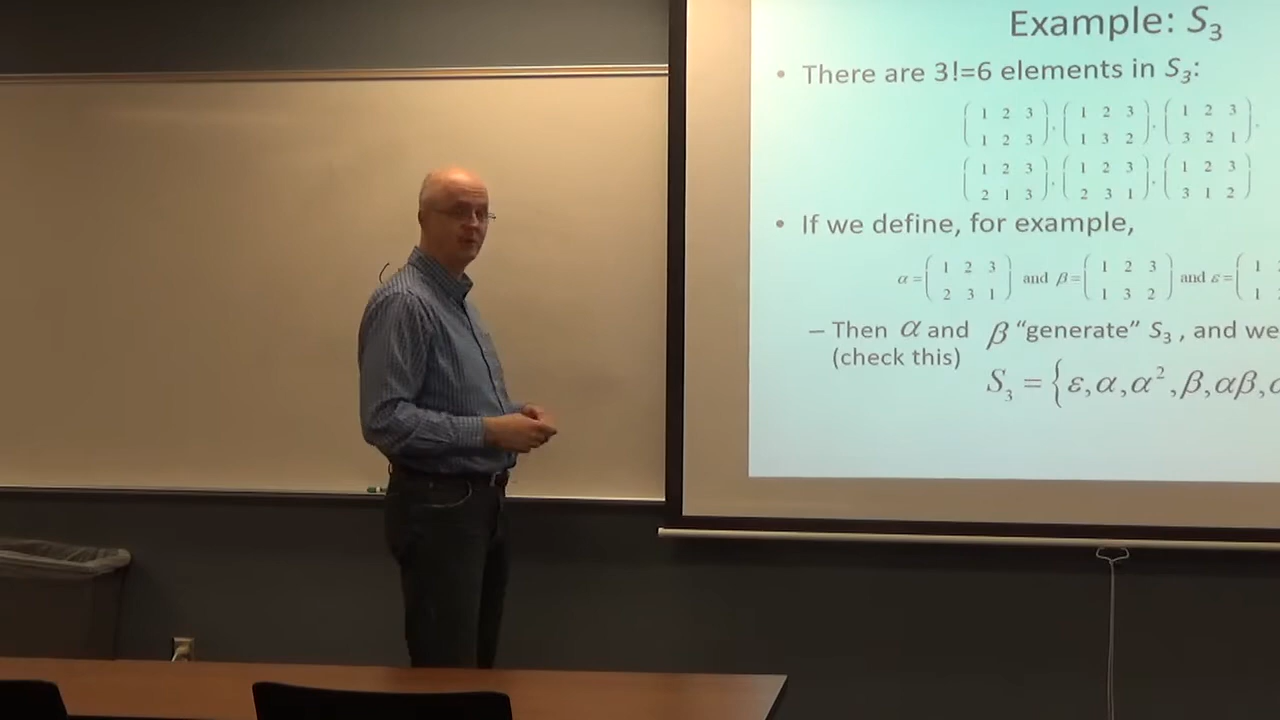 Example: S₃
• There are 3!=6 elements in S₃:
( 1 2 3 ) , ( 1 2 3 ) , ( 1 2 3 ) ,
( 1 2 3 ) ( 1 3 2 ) ( 3 2 1 )
( 1 2 3 ) , ( 1 2 3 ) , ( 1 2 3 )
( 2 1 3 ) ( 2 3 1 ) ( 3 1 2 )
• If we define, for example,
α = ( 1 2 3 ) and β = ( 1 2 3 ) and ε = ( 1
( 2 3 1 ) ( 1 3 2 ) ( 1
– Then α and β “generate” S₃ , and we
(check this)
S₃ = { ε, α, α², β, αβ,